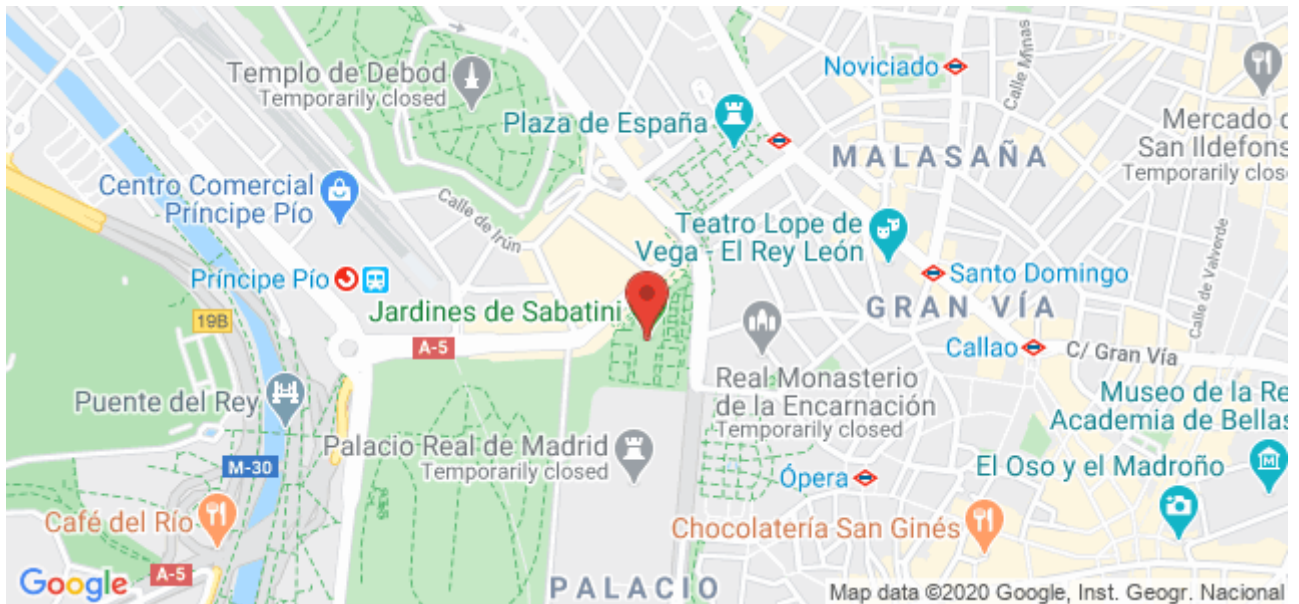 Noviciado
Calle Minas
Templo de Debod
Temporarily closed
Plaza de España
Mercado d
San Ildefons
Temporarily clos
MALASAÑA
Centro Comercial
Príncipe Pío
Calle de Irún
Teatro Lope de
Vega - El Rey León
Calle de Valverde
Príncipe Pío
Santo Domingo
Jardines de Sabatini
GRAN VÍA
19B
A-5
Callao
C/ Gran Vía
Puente del Rey
Real Monasterio
de la Encarnación
Temporarily closed
Museo de la Re
Academia de Bellas
Palacio Real de Madrid
Temporarily closed
M-30
Ópera
El Oso y el Madroño
Café del Río
Chocolatería San Ginés
Google
A-5
PALACIO
Map data ©2020 Google, Inst. Geogr. Nacional